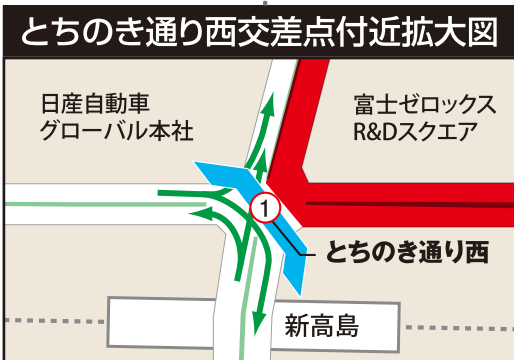 とちのき通り西交差点付近拡大図
日産自動車
グローバル本社
富士ゼロックス
R&Dスクエア
1
とちのき通り西
新高島